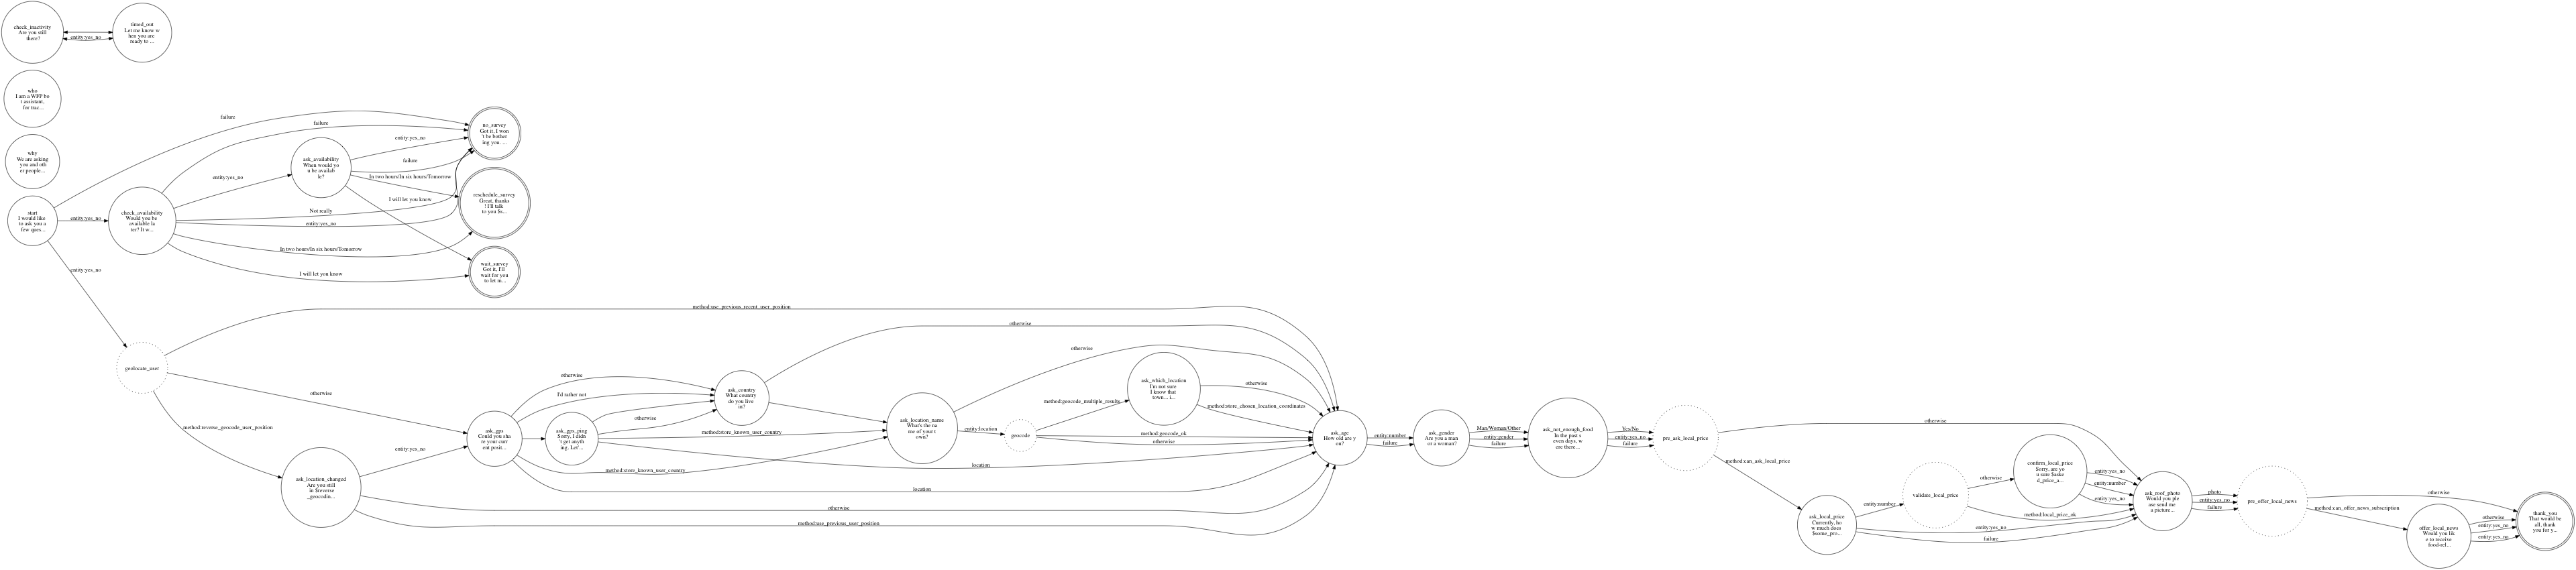 check_inactivity
Are you still
there?
entity:yes_no
timed_out
Let me know w
hen you are
ready to ...
who
I am a WFP bo
t assistant,
for trac...
why
We are asking
you and oth
er people...
start
I would like
to ask you a
few ques...
failure
entity:yes_no
entity:yes_no
check_availability
Would you be
available la
ter? It w...
failure
entity:yes_no
Not really
entity:yes_no
In two hours/In six hours/Tomorrow
I will let you know
ask_availability
When would yo
u be availab
le?
entity:yes_no
failure
In two hours/In six hours/Tomorrow
I will let you know
no_survey
Got it, I won
't be bother
ing you. ...
reschedule_survey
Great, thanks
! I'll talk
to you So...
wait_survey
Got it, I'll
wait for you
to let m...
geolocate_user
method:use_previous_recent_user_position
otherwise
method:reverse_geocode_user_position
ask_location_changed
Are you still
in $reverse
_geocodin...
entity:yes_no
otherwise
method:use_previous_user_position
ask_gps
Could you sha
re your curr
ent posit...
otherwise
I'd rather not
method:store_known_user_country
location
ask_gps_ping
Sorry, I didn
't get anyth
ing. Let'...
otherwise
method:store_known_user_country
location
ask_country
What country
do you live
in?
otherwise
ask_location_name
What's the na
me of your t
own?
otherwise
entity:location
geocode
method:geocode_multiple_results
method:geocode_ok
otherwise
ask_which_location
I'm not sure
I know that
town... i...
otherwise
method:store_chosen_location_coordinates
ask_age
How old are y
ou?
entity:number
failure
ask_gender
Are you a man
or a woman?
Man/Woman/Other
entity:gender
failure
ask_not_enough_food
In the past s
even days, w
ere there...
Yes/No
entity:yes_no
failure
pre_ask_local_price
otherwise
method:can_ask_local_price
ask_local_price
Currently, ho
w much does
$some_pro...
entity:number
entity:yes_no
failure
validate_local_price
otherwise
method:local_price_ok
confirm_local_price
Sorry, are yo
u sure $aske
d_price_a...
entity:yes_no
entity:number
entity:yes_no
ask_roof_photo
Would you ple
ase send me
a picture...
photo
entity:yes_no
failure
pre_offer_local_news
otherwise
method:can_offer_news_subscription
offer_local_news
Would you lik
e to receive
food-rel...
otherwise
entity:yes_no
entity:yes_no
thank_you
That would be
all, thank
you for y...